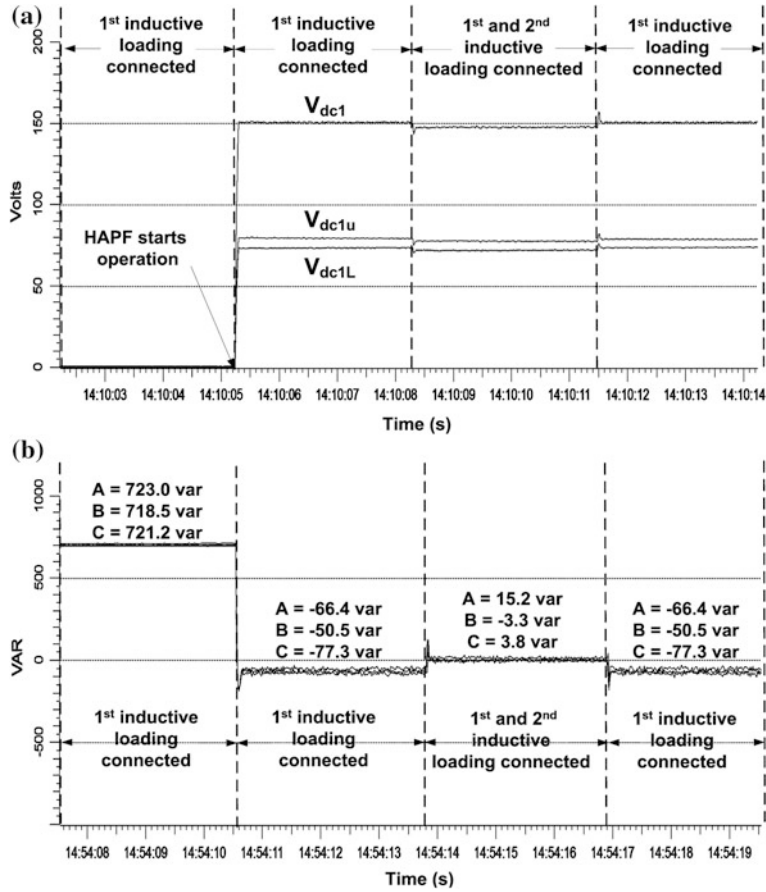 (a)
1st inductive
loading
connected
1st inductive
loading
connected
1st and 2nd
inductive
loading connected
1st inductive
loading
connected
200
150
100
50
0
Volts
Vdc1
Vdc1u
Vdc1L
HAPF starts
operation
14:10:03 14:10:04 14:10:05 14:10:06 14:10:07 14:10:08 14:10:09 14:10:10 14:10:11 14:10:12 14:10:13 14:10:14
Time (s)
(b)
1000
500
0
-500
VAR
A = 723.0 var
B = 718.5 var
C = 721.2 var
A = -66.4 var
B = -50.5 var
C = -77.3 var
A = 15.2 var
B = -3.3 var
C = 3.8 var
A = -66.4 var
B = -50.5 var
C = -77.3 var
1st inductive
loading
connected
1st inductive
loading
connected
1st and 2nd
inductive
loading connected
1st inductive
loading
connected
14:54:08 14:54:09 14:54:10 14:54:11 14:54:12 14:54:13 14:54:14 14:54:15 14:54:16 14:54:17 14:54:18 14:54:19
Time (s)